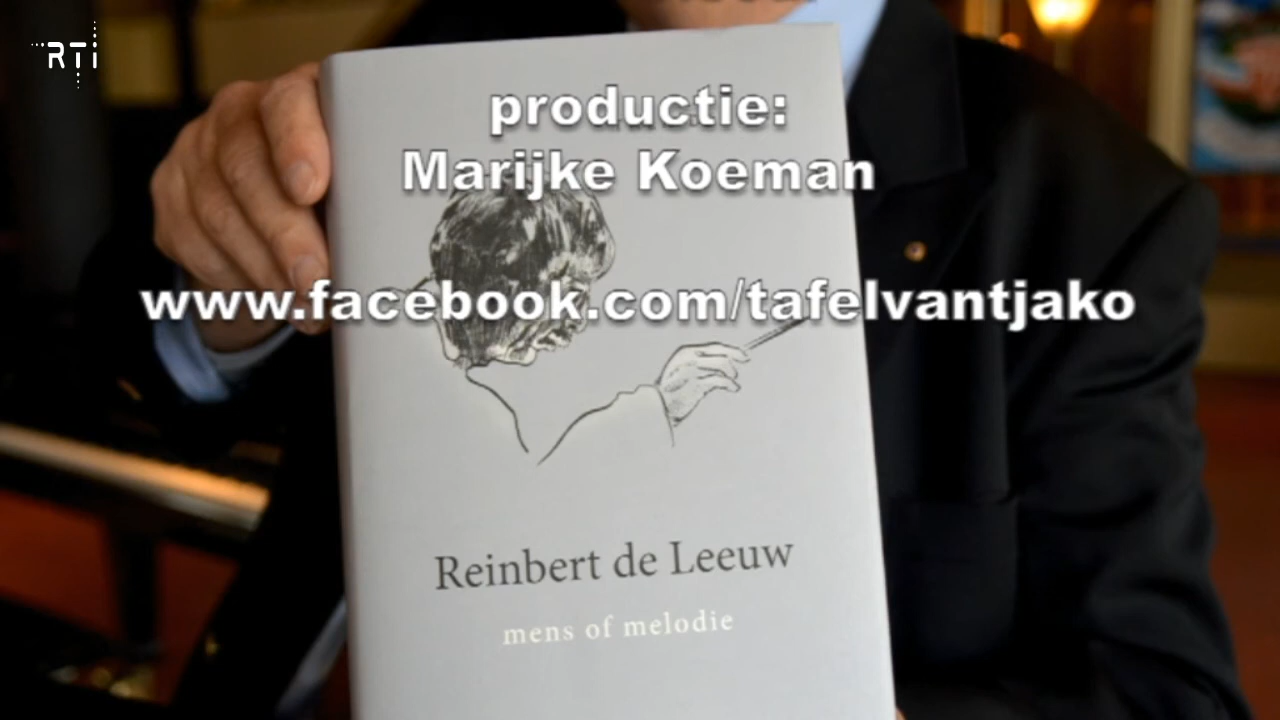 RTi
productie:
Marijke Koeman
www.facebook.com/tafelvantjako
Reinbert de Leeuw
mens of melodie